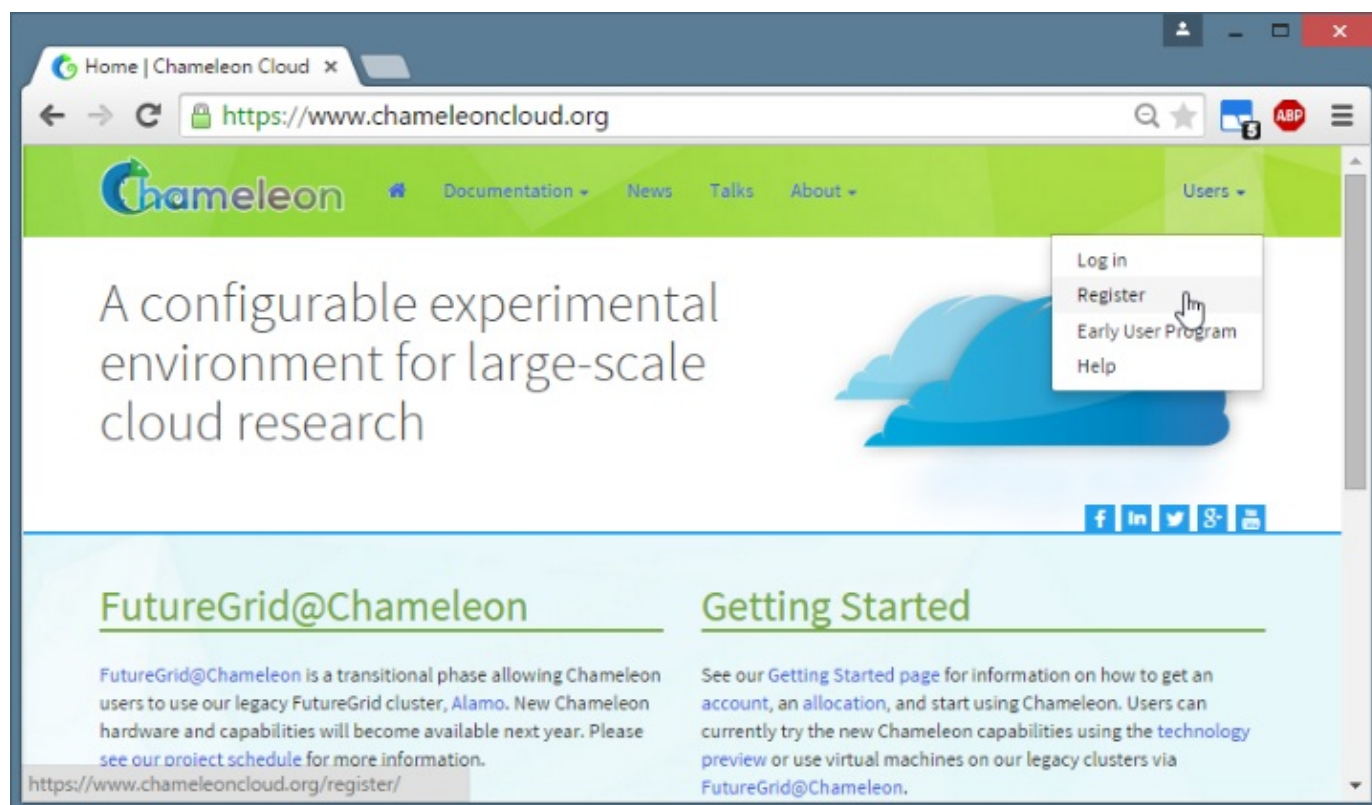 Home | Chameleon Cloud
https://www.chameleoncloud.org
5
ABP
Chameleon
Documentation
News
Talks
About
Users
Log in
Register
Early User Program
Help
A configurable experimental
environment for large-scale
cloud research
f in 8+ You
FutureGrid@Chameleon
FutureGrid@Chameleon is a transitional phase allowing Chameleon
users to use our legacy FutureGrid cluster, Alamo. New Chameleon
hardware and capabilities will become available next year. Please
see our project schedule for more information.
Getting Started
See our Getting Started page for information on how to get an
account, an allocation, and start using Chameleon. Users can
currently try the new Chameleon capabilities using the technology
preview or use virtual machines on our legacy clusters via
FutureGrid@Chameleon.
https://www.chameleoncloud.org/register/